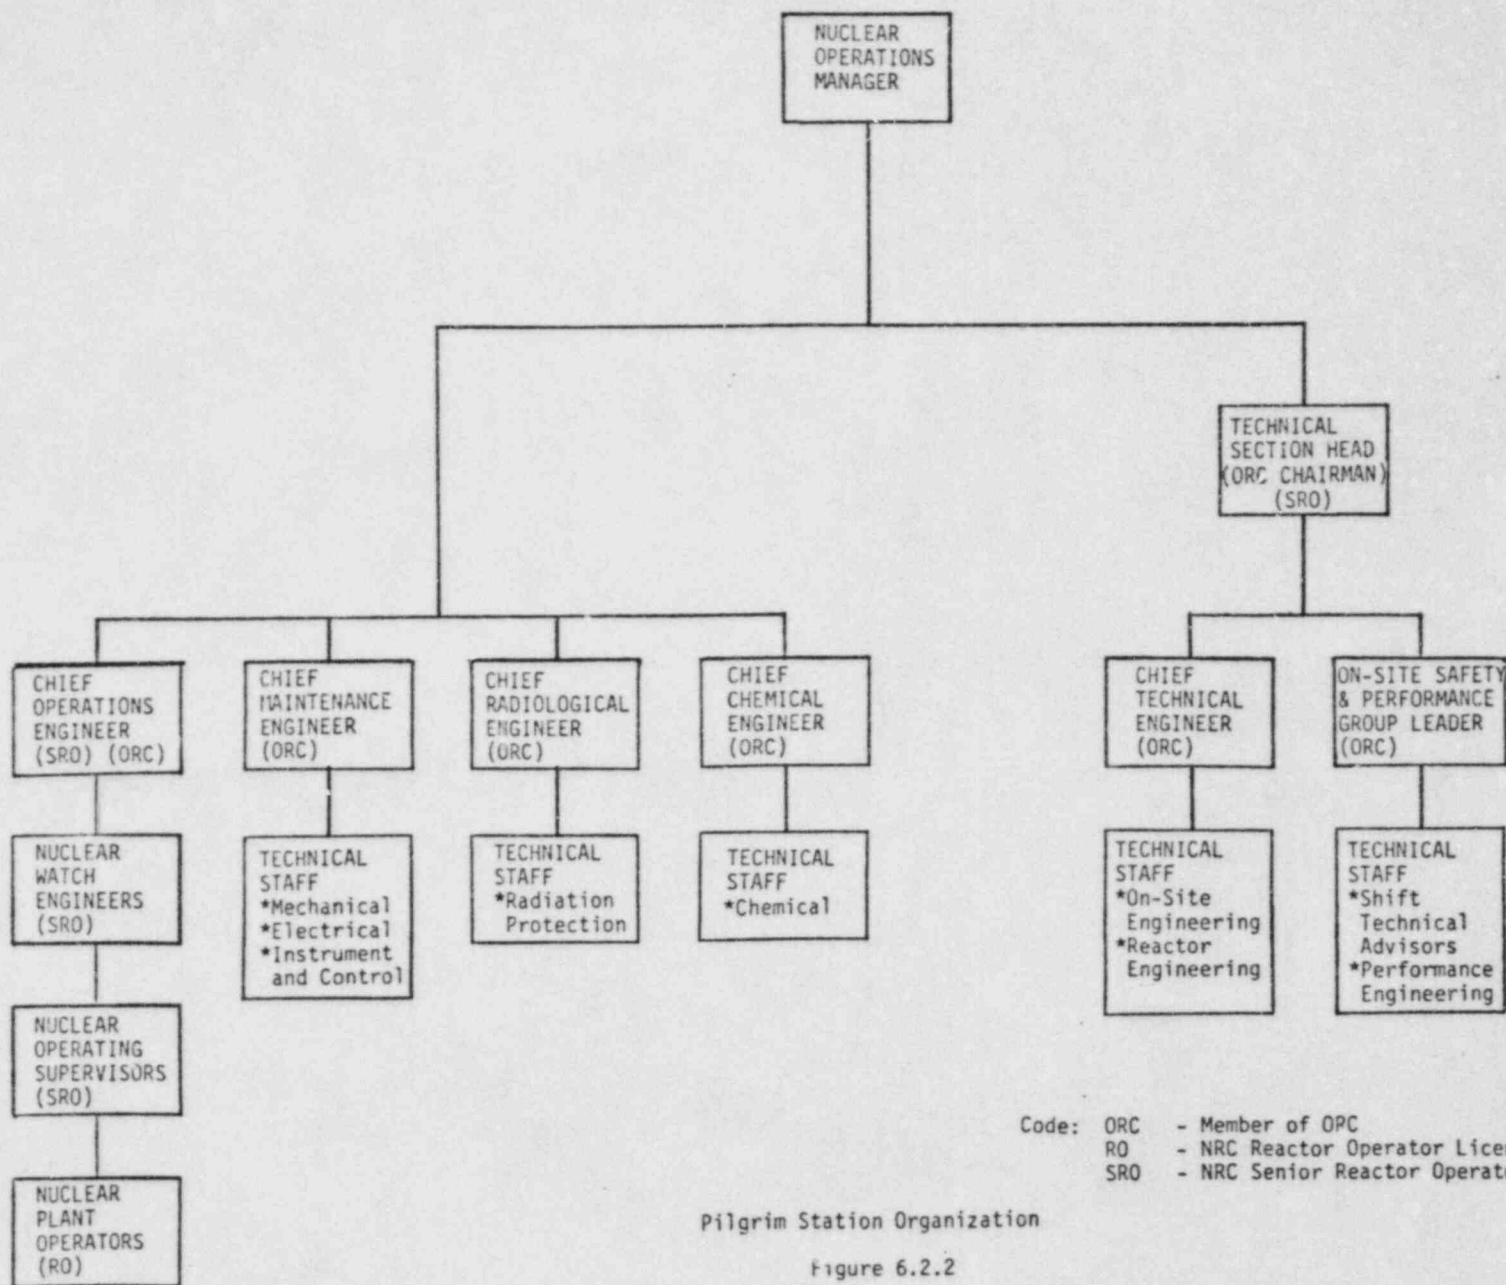 NUCLEAR
OPERATIONS
MANAGER
TECHNICAL
SECTION HEAD
(ORC CHAIRMAN)
(SRO)
CHIEF
OPERATIONS
ENGINEER
(SRO) (ORC)
CHIEF
MAINTENANCE
ENGINEER
(ORC)
CHIEF
RADIOLOGICAL
ENGINEER
(ORC)
CHIEF
CHEMICAL
ENGINEER
(ORC)
CHIEF
TECHNICAL
ENGINEER
(ORC)
ON-SITE SAFETY
& PERFORMANCE
GROUP LEADER
(ORC)
NUCLEAR
WATCH
ENGINEERS
(SRO)
TECHNICAL
STAFF
*Mechanical
*Electrical
*Instrument
and Control
TECHNICAL
STAFF
*Radiation
Protection
TECHNICAL
STAFF
*Chemical
TECHNICAL
STAFF
*On-Site
Engineering
*Reactor
Engineering
TECHNICAL
STAFF
*Shift
Technical
Advisors
*Performance
Engineering
NUCLEAR
OPERATING
SUPERVISORS
(SRO)
NUCLEAR
PLANT
OPERATORS
(RO)
Code: ORC - Member of OPC
RO - NRC Reactor Operator
SRO - NRC Senior Reactor
Pilgrim Station Organization
Figure 6.2.2